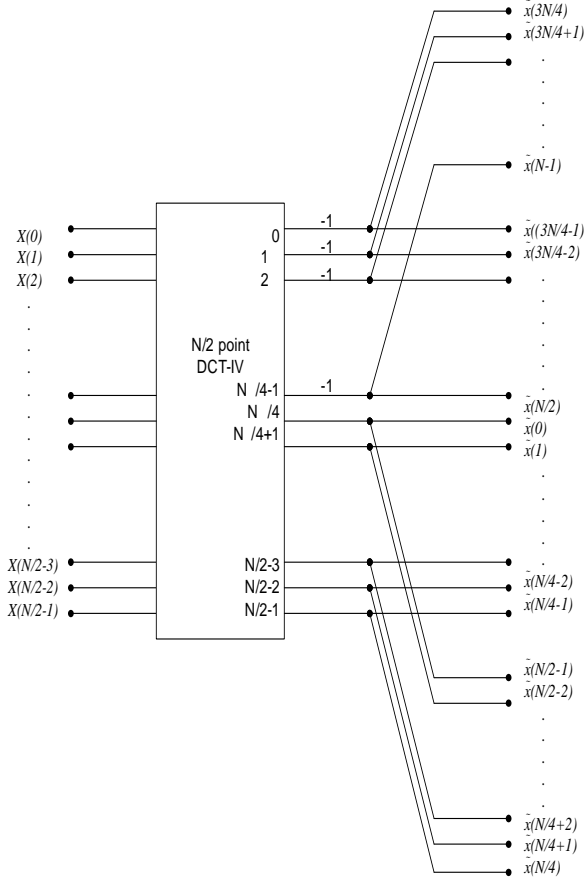 x̃(3N/4)
x̃(3N/4+1)
.
.
.
.
x̃(N-1)
X(0)
X(1)
X(2)
.
.
.
.
.
.
.
.
.
.
.
.
X(N/2-3)
X(N/2-2)
X(N/2-1)
0
1
2
N/2 point
DCT-IV
N /4-1
N /4
N /4+1
N/2-3
N/2-2
N/2-1
-1
-1
-1
-1
x̃((3N/4-1)
x̃(3N/4-2)
.
.
.
.
.
.
x̃(N/2)
x̃(0)
x̃(1)
.
.
.
.
.
x̃(N/4-2)
x̃(N/4-1)
x̃(N/2-1)
x̃(N/2-2)
.
.
.
.
.
x̃(N/4+2)
x̃(N/4+1)
x̃(N/4)